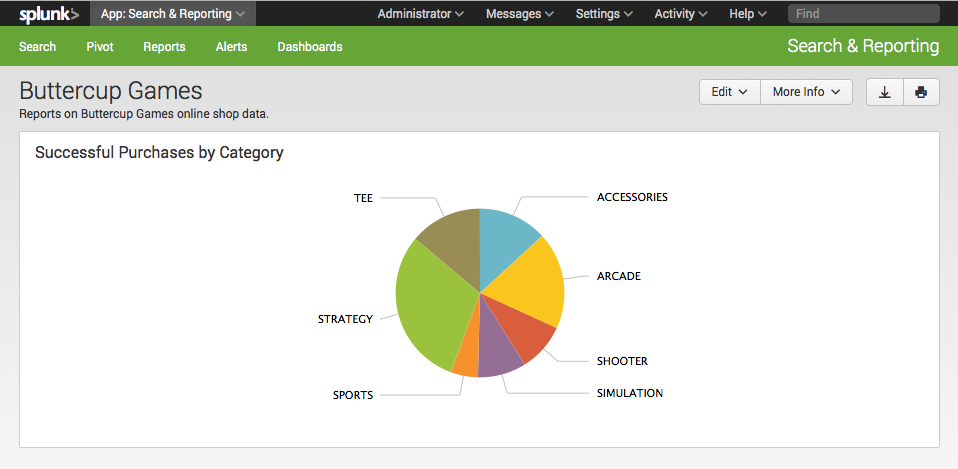 splunk> App: Search & Reporting Administrator Messages Settings Activity Help Find
Search Pivot Reports Alerts Dashboards Search & Reporting
Buttercup Games Edit More Info
Reports on Buttercup Games online shop data.
Successful Purchases by Category
TEE ACCESSORIES
ARCADE
STRATEGY
SHOOTER
SPORTS SIMULATION